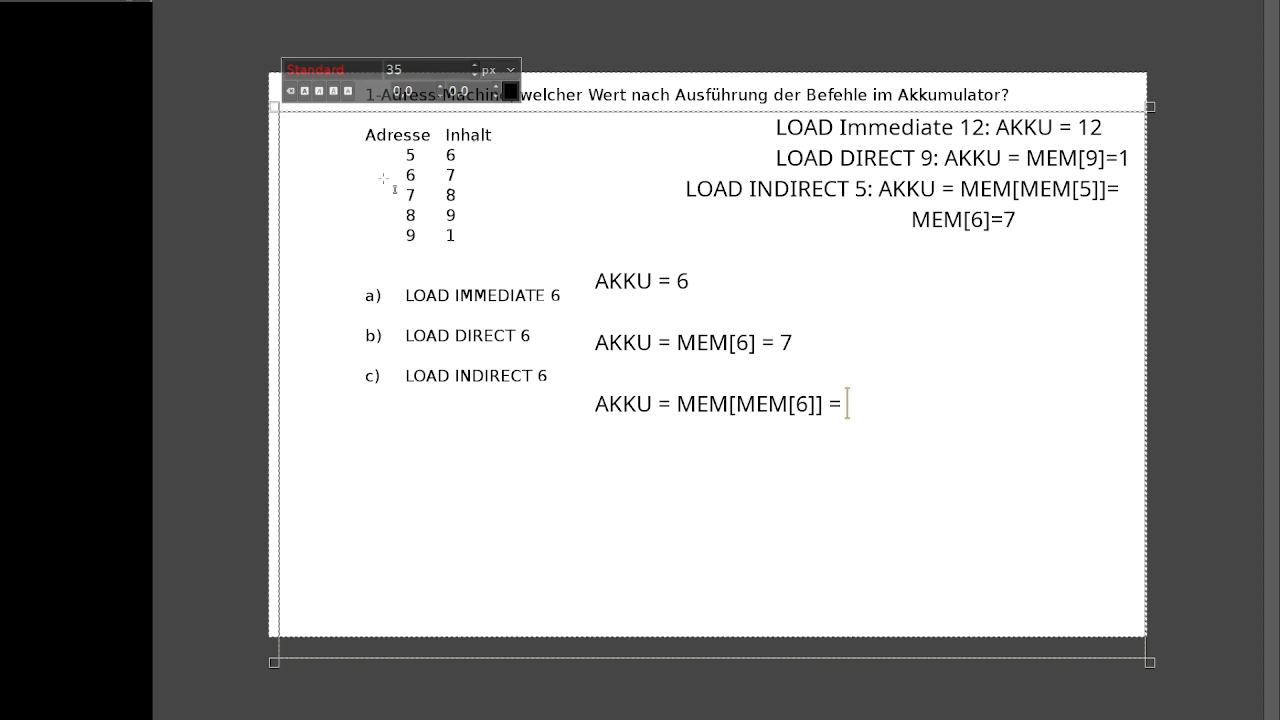 Standard 35 px
0.0 0.0
1-Adress-Machine welcher Wert nach Ausführung der Befehle im Akkumulator?
Adresse Inhalt
5 6
6 7
7 8
8 9
9 1
LOAD Immediate 12: AKKU = 12
LOAD DIRECT 9: AKKU = MEM[9]=1
LOAD INDIRECT 5: AKKU = MEM[MEM[5]]=
MEM[6]=7
a) LOAD IMMEDIATE 6
b) LOAD DIRECT 6
c) LOAD INDIRECT 6
AKKU = 6
AKKU = MEM[6] = 7
AKKU = MEM[MEM[6]] =